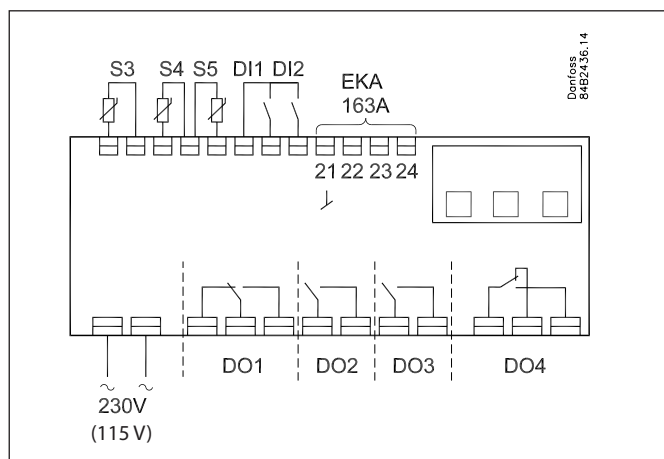 S3 S4 S5 DI1 DI2
EKA
163A
Danfoss
84B2436.14
21 22 23 24
DO1 DO2 DO3 DO4
230V
(115 V)